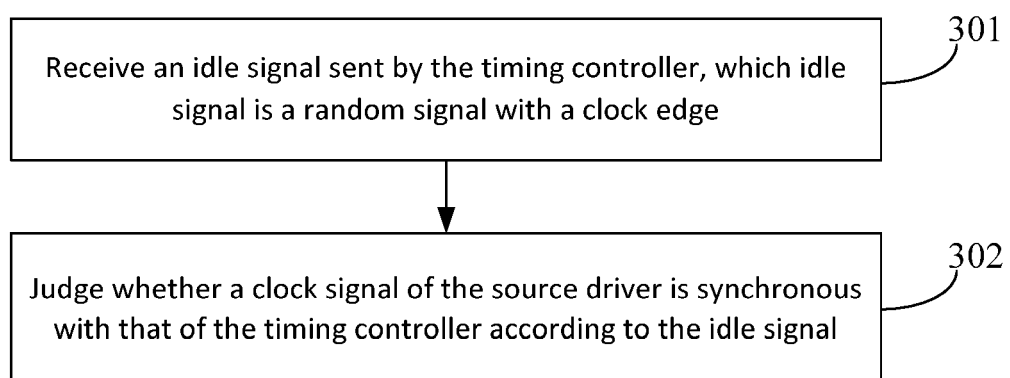 301
Receive an idle signal sent by the timing controller, which idle
signal is a random signal with a clock edge
302
Judge whether a clock signal of the source driver is synchronous
with that of the timing controller according to the idle signal